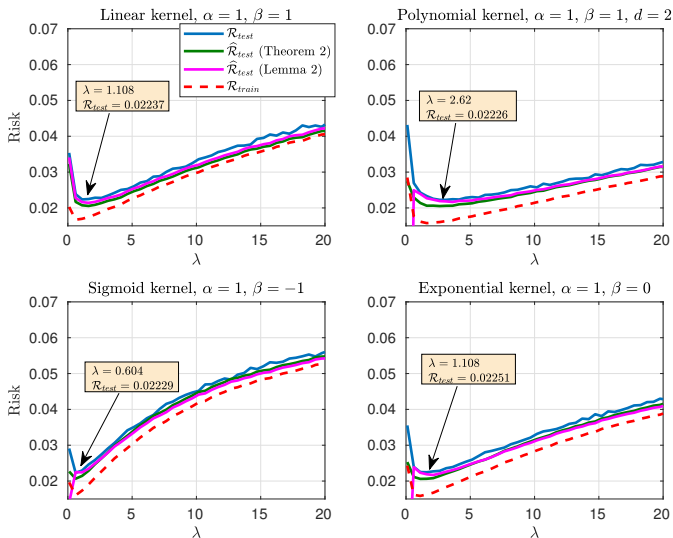 Linear kernel, α = 1, β = 1
0.07
0.06
0.05
0.04
0.03
0.02
Risk
0 5 10 15 20
λ
R_test
R̂_test (Theorem 2)
R̂_test (Lemma 2)
R_train
λ = 1.108
R_test = 0.02237
Polynomial kernel, α = 1, β = 1, d = 2
0.07
0.06
0.05
0.04
0.03
0.02
0 5 10 15 20
λ
λ = 2.62
R_test = 0.02226
Sigmoid kernel, α = 1, β = −1
0.07
0.06
0.05
0.04
0.03
0.02
Risk
0 5 10 15 20
λ
λ = 0.604
R_test = 0.02229
Exponential kernel, α = 1, β = 0
0.07
0.06
0.05
0.04
0.03
0.02
0 5 10 15 20
λ
λ = 1.108
R_test = 0.02251